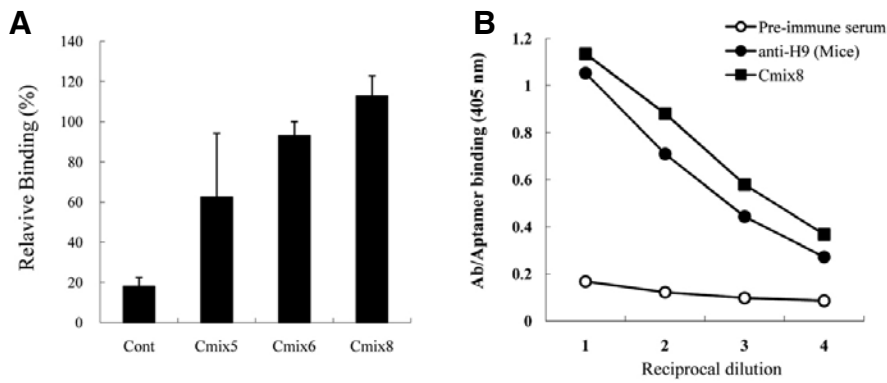 A
140
120
100
80
60
40
20
0
Relavive Binding (%)
Cont Cmix5 Cmix6 Cmix8
B
Pre-immune serum
anti-H9 (Mice)
Cmix8
1.2
1
0.8
0.6
0.4
0.2
0
Ab/Aptamer binding (405 nm)
1 2 3 4
Reciprocal dilution